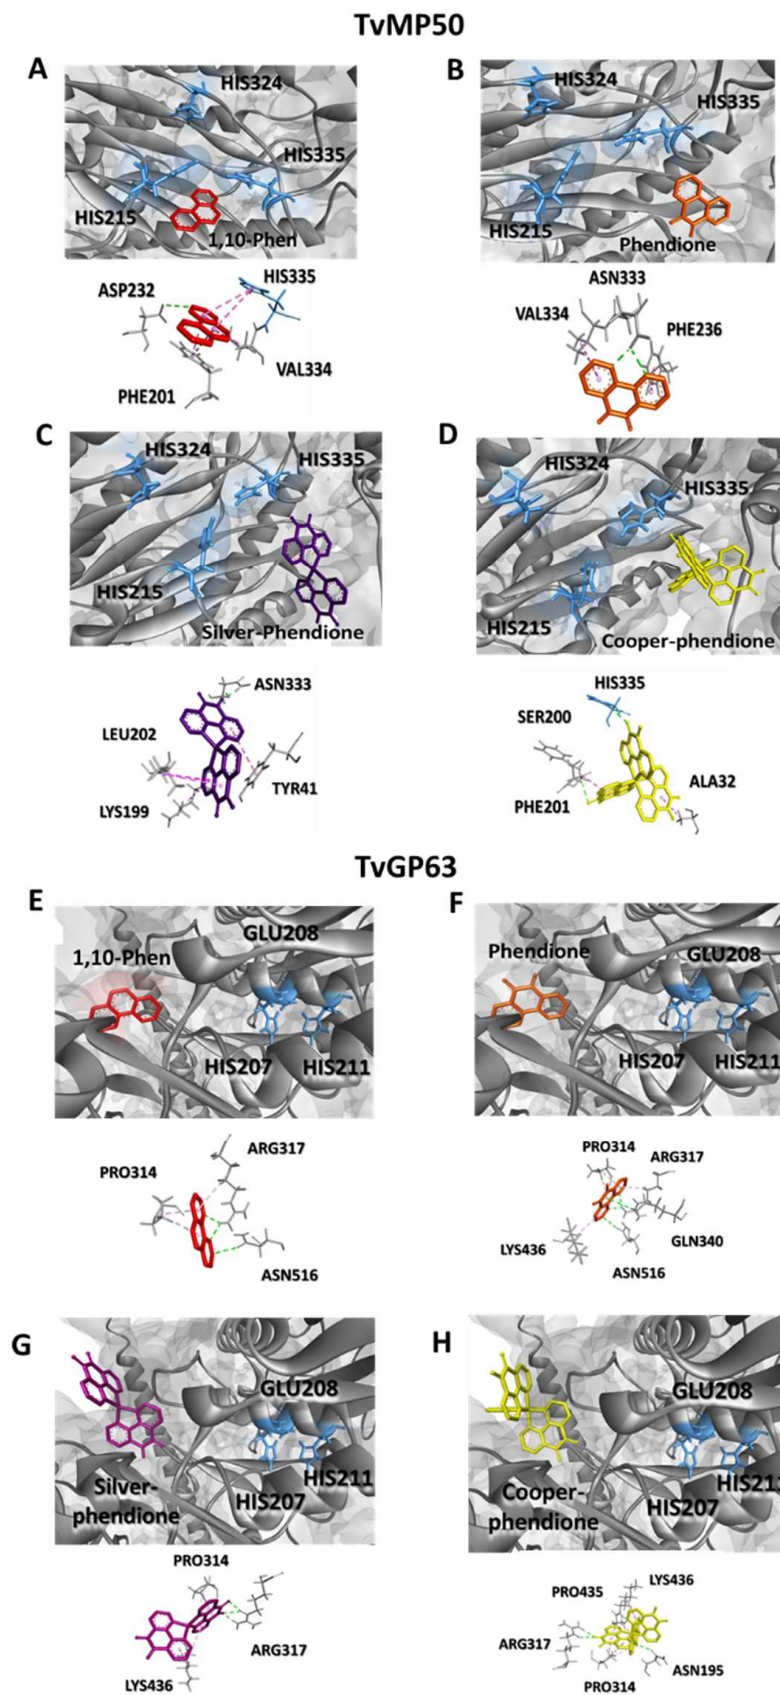 TvMP50
A
HIS324
HIS335
HIS215
1,10-Phen
ASP232
HIS335
VAL334
PHE201
B
HIS324
HIS335
HIS215
Phendione
ASN333
VAL334
PHE236
C
HIS324
HIS335
HIS215
Silver-Phendione
ASN333
LEU202
TYR41
LYS199
D
HIS324
HIS335
HIS215
Cooper-phendione
HIS335
SER200
ALA32
PHE201
TvGP63
E
GLU208
1,10-Phen
HIS207
HIS211
ARG317
PRO314
ASN516
F
Phendione
GLU208
HIS207
HIS211
PRO314
ARG317
GLN340
LYS436
ASN516
G
GLU208
HIS211
Silver-
phendione
HIS207
PRO314
ARG317
LYS436
H
GLU208
HIS211
Cooper-
phendione
HIS207
LYS436
PRO435
ARG317
ASN195
PRO314